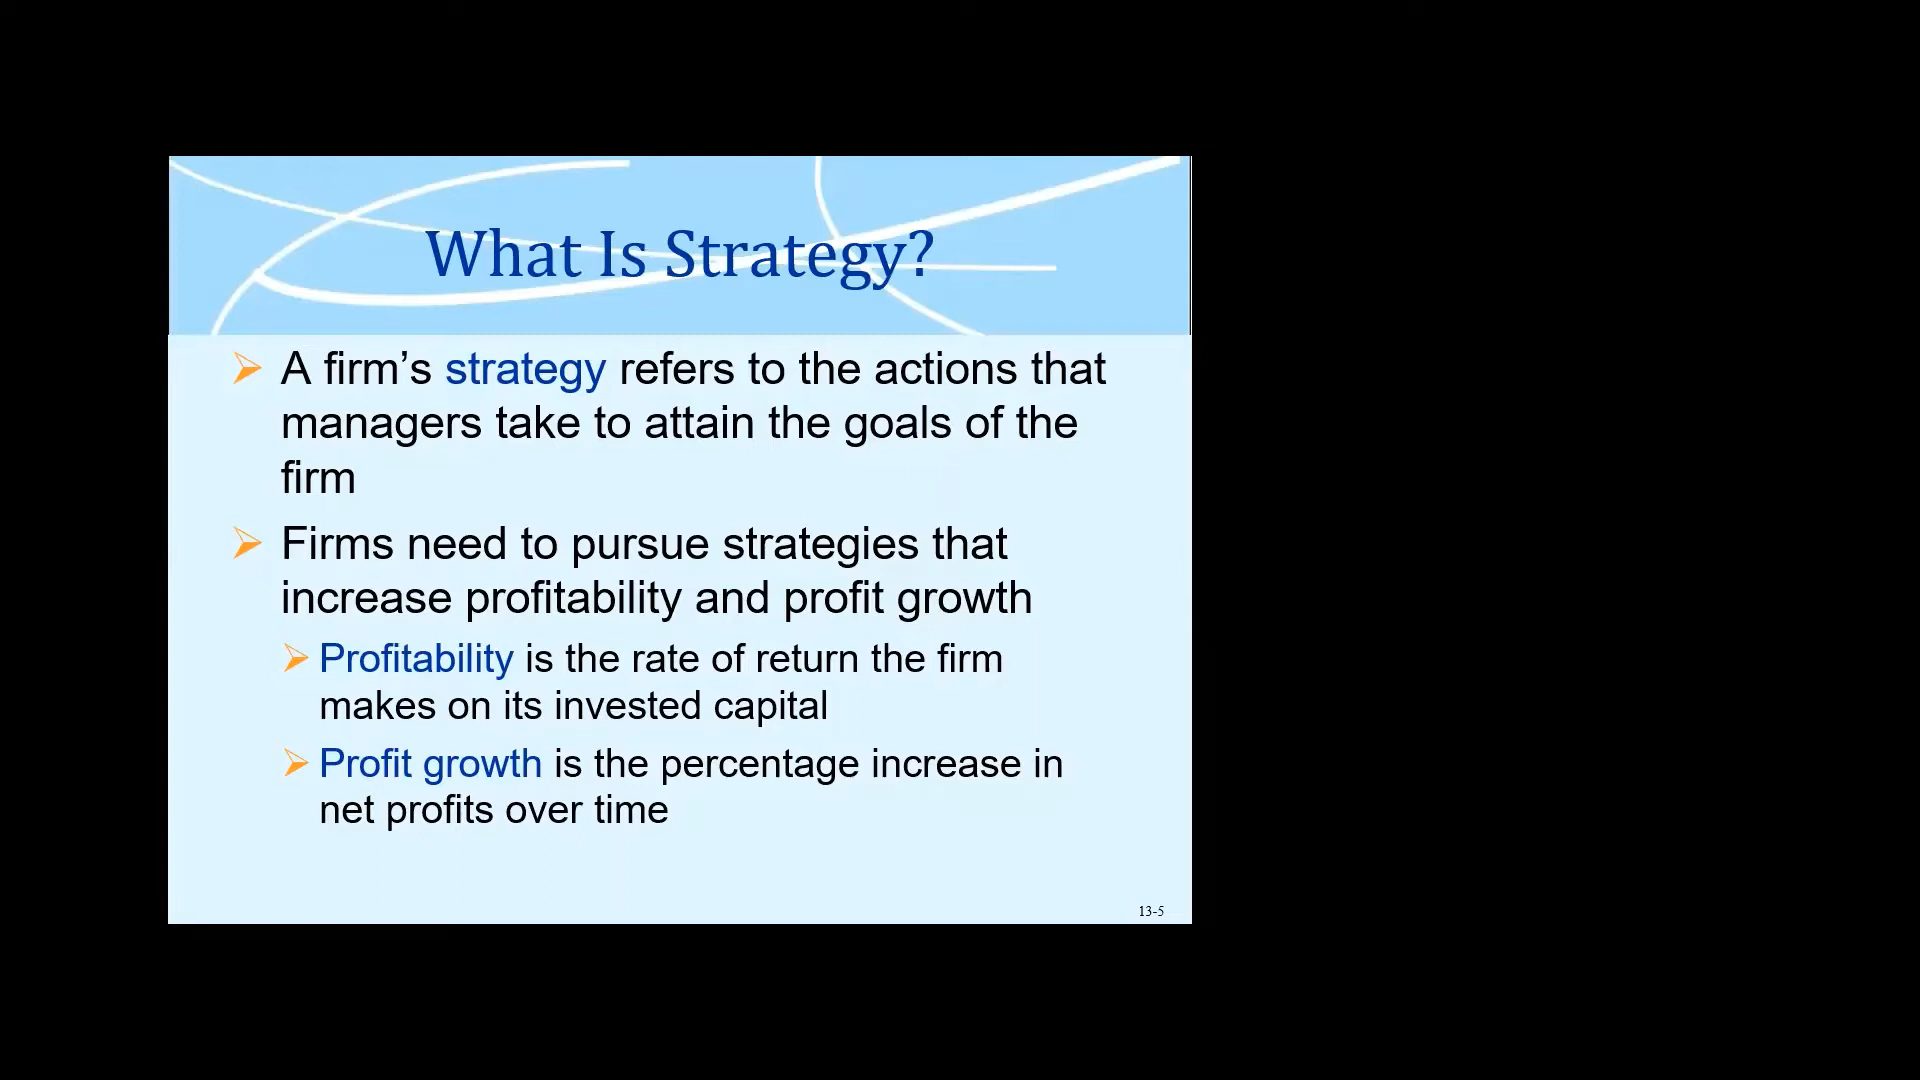 What Is Strategy?
A firm’s strategy refers to the actions that
managers take to attain the goals of the
firm
Firms need to pursue strategies that
increase profitability and profit growth
Profitability is the rate of return the firm
makes on its invested capital
Profit growth is the percentage increase in
net profits over time
13-5